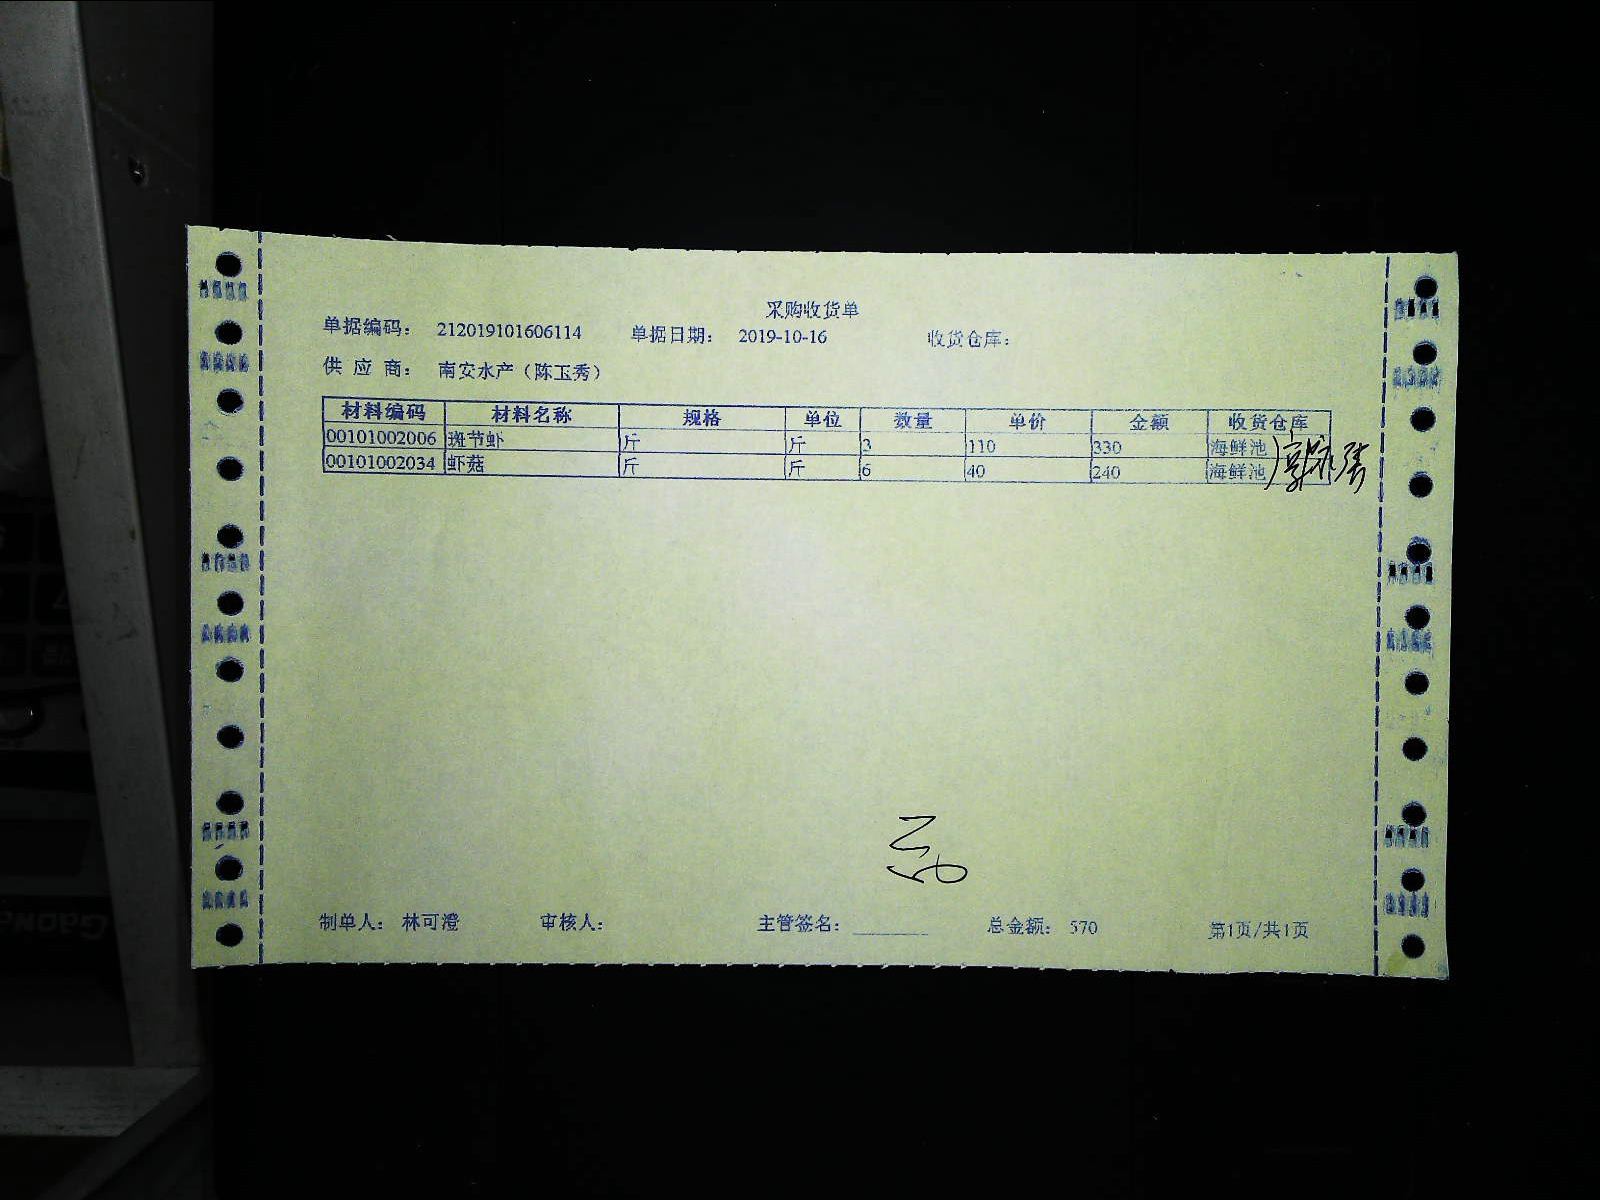 采购收货单
单据编码： 212019101606114 单据日期： 2019-10-16 收货仓库：
供 应 商： 南安水产（陈玉秀）
材料编码 材料名称 规格 单位 数量 单价 金额 收货仓库
00101002006 斑节虾 斤 斤 3 110 330 海鲜池
00101002034 虾菇 斤 斤 6 40 240 海鲜池
制单人： 林可澄 审核人： 主管签名： ________ 总金额： 570 第1页/共1页